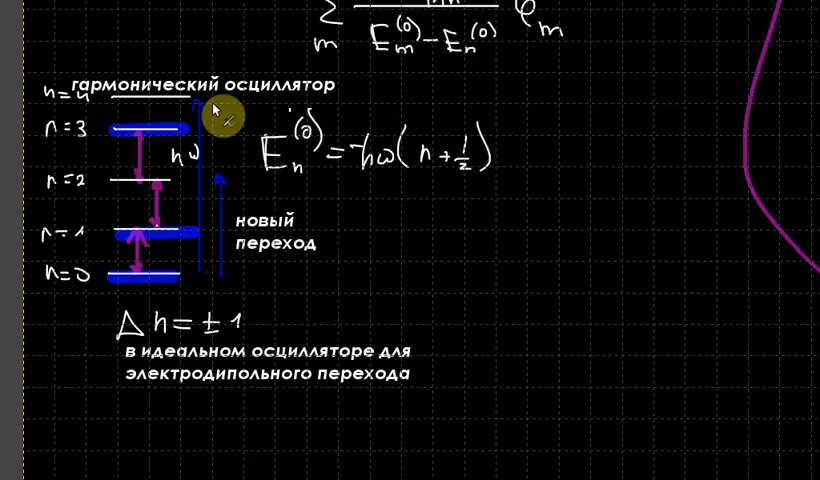 ∑ m E_m^(0) – E_n^(0) φ_m
гармонический осциллятор
n=4
n=3
ħω
E_n^(0) = ħω(n+1/2)
n=2
новый
переход
n=1
n=0
Δn=±1
в идеальном осцилляторе для
электродипольного перехода